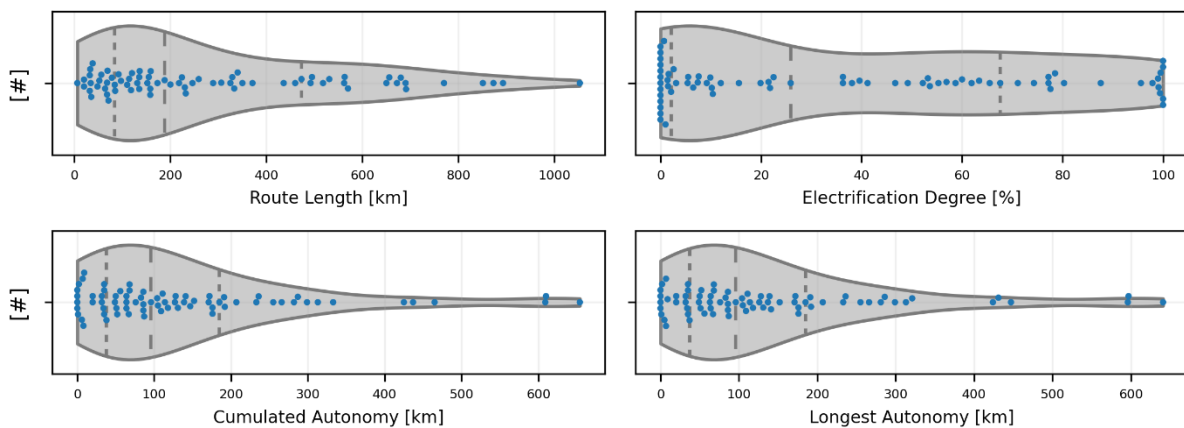 [#]
0 200 400 600 800 1000
Route Length [km]
0 20 40 60 80 100
Electrification Degree [%]
[#]
0 100 200 300 400 500 600
Cumulated Autonomy [km]
0 100 200 300 400 500 600
Longest Autonomy [km]